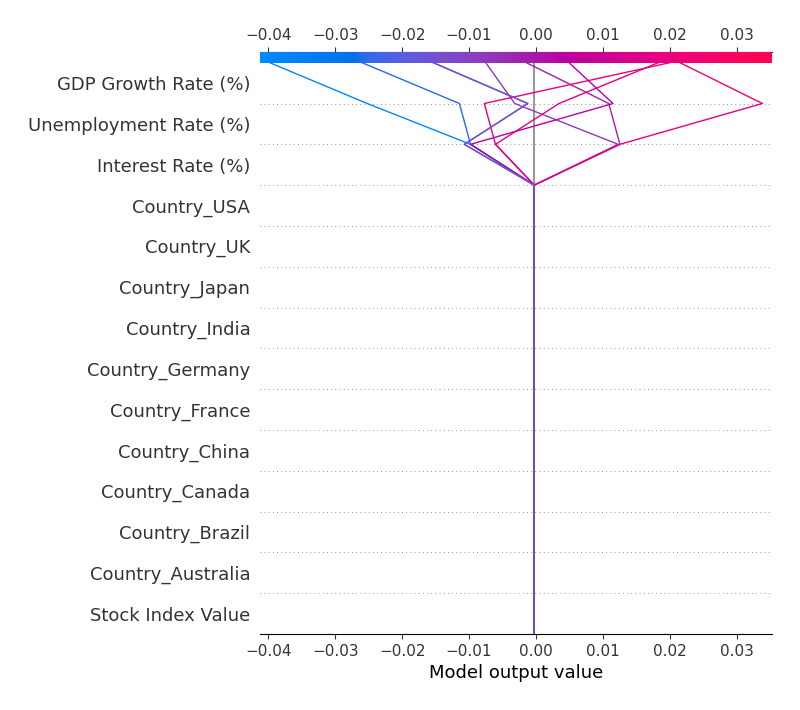 −0.04 −0.03 −0.02 −0.01 0.00 0.01 0.02 0.03
GDP Growth Rate (%)
Unemployment Rate (%)
Interest Rate (%)
Country_USA
Country_UK
Country_Japan
Country_India
Country_Germany
Country_France
Country_China
Country_Canada
Country_Brazil
Country_Australia
Stock Index Value
−0.04 −0.03 −0.02 −0.01 0.00 0.01 0.02 0.03
Model output value